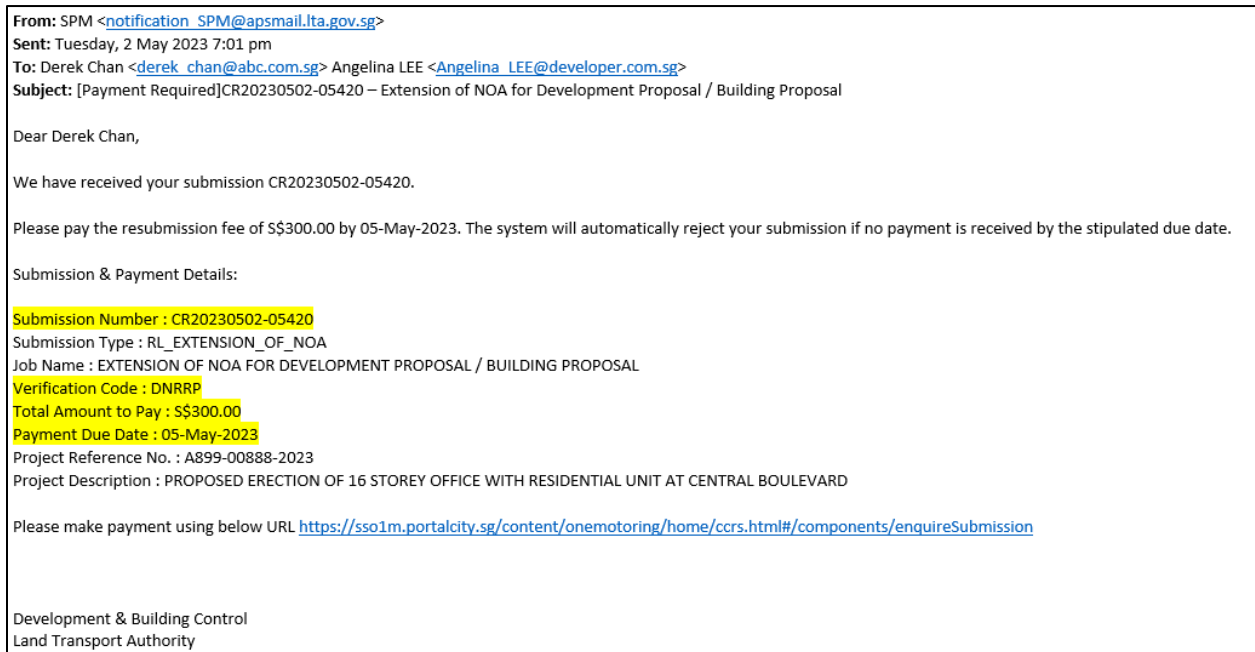 From: SPM <notification_SPM@apsmail.lta.gov.sg>
Sent: Tuesday, 2 May 2023 7:01 pm
To: Derek Chan <derek_chan@abc.com.sg> Angelina LEE <Angelina_LEE@developer.com.sg>
Subject: [Payment Required]CR20230502-05420 – Extension of NOA for Development Proposal / Building Proposal
Dear Derek Chan,
We have received your submission CR20230502-05420.
Please pay the resubmission fee of S$300.00 by 05-May-2023. The system will automatically reject your submission if no payment is received by the stipulated due date.
Submission & Payment Details:
Submission Number : CR20230502-05420
Submission Type : RL_EXTENSION_OF_NOA
Job Name : EXTENSION OF NOA FOR DEVELOPMENT PROPOSAL / BUILDING PROPOSAL
Verification Code : DNRRP
Total Amount to Pay : S$300.00
Payment Due Date : 05-May-2023
Project Reference No. : A899-00888-2023
Project Description : PROPOSED ERECTION OF 16 STOREY OFFICE WITH RESIDENTIAL UNIT AT CENTRAL BOULEVARD
Please make payment using below URL https://sso1m.portalcity.sg/content/onemotoring/home/ccrs.html#/components/enquireSubmission
Development & Building Control
Land Transport Authority